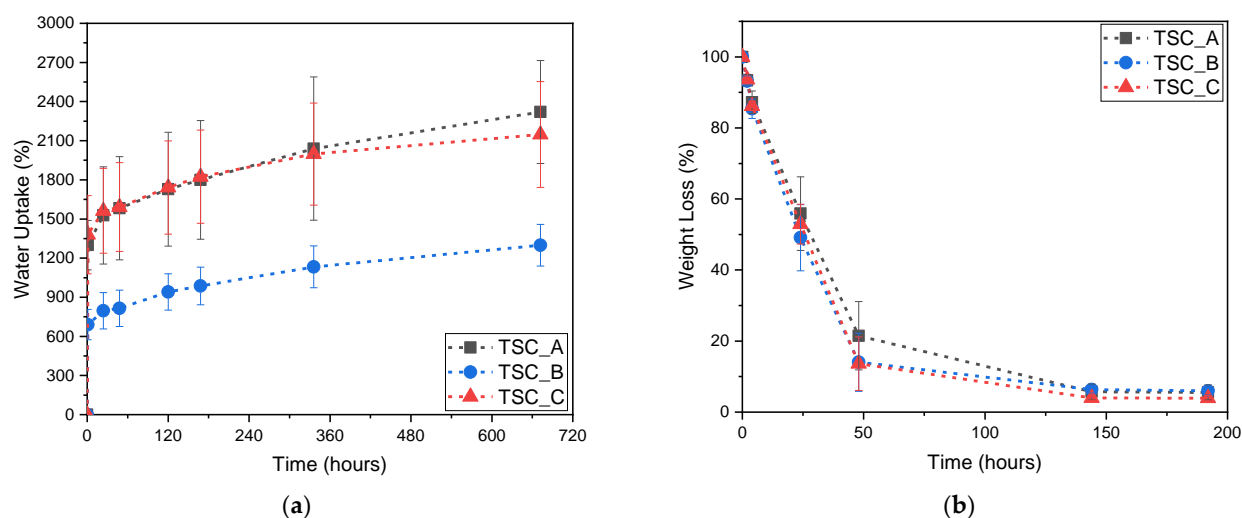 3000
2700
2400
2100
1800
1500
1200
900
600
300
0
Water Uptake (%)
TSC_A
TSC_B
TSC_C
0 120 240 360 480 600 720
Time (hours)
(a)
100
80
60
40
20
0
Weight Loss (%)
TSC_A
TSC_B
TSC_C
0 50 100 150 200
Time (hours)
(b)